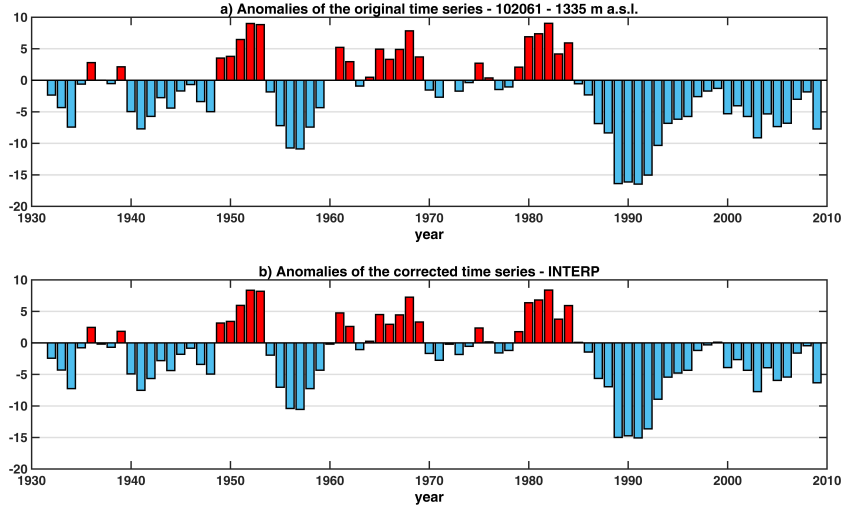 a) Anomalies of the original time series - 102061 - 1335 m a.s.l.
10
5
0
-5
-10
-15
-20
1930 1940 1950 1960 1970 1980 1990 2000 2010
year
b) Anomalies of the corrected time series - INTERP
10
5
0
-5
-10
-15
-20
1930 1940 1950 1960 1970 1980 1990 2000 2010
year